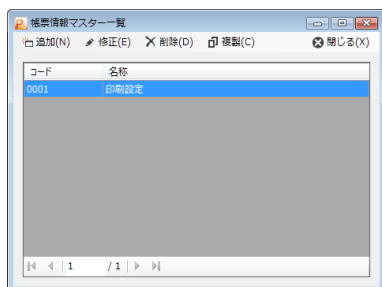 帳票情報マスター一覧
追加(N) 修正(E) 削除(D) 複製(C) 閉じる(X)
コード 名称
0001 印刷設定
1 / 1